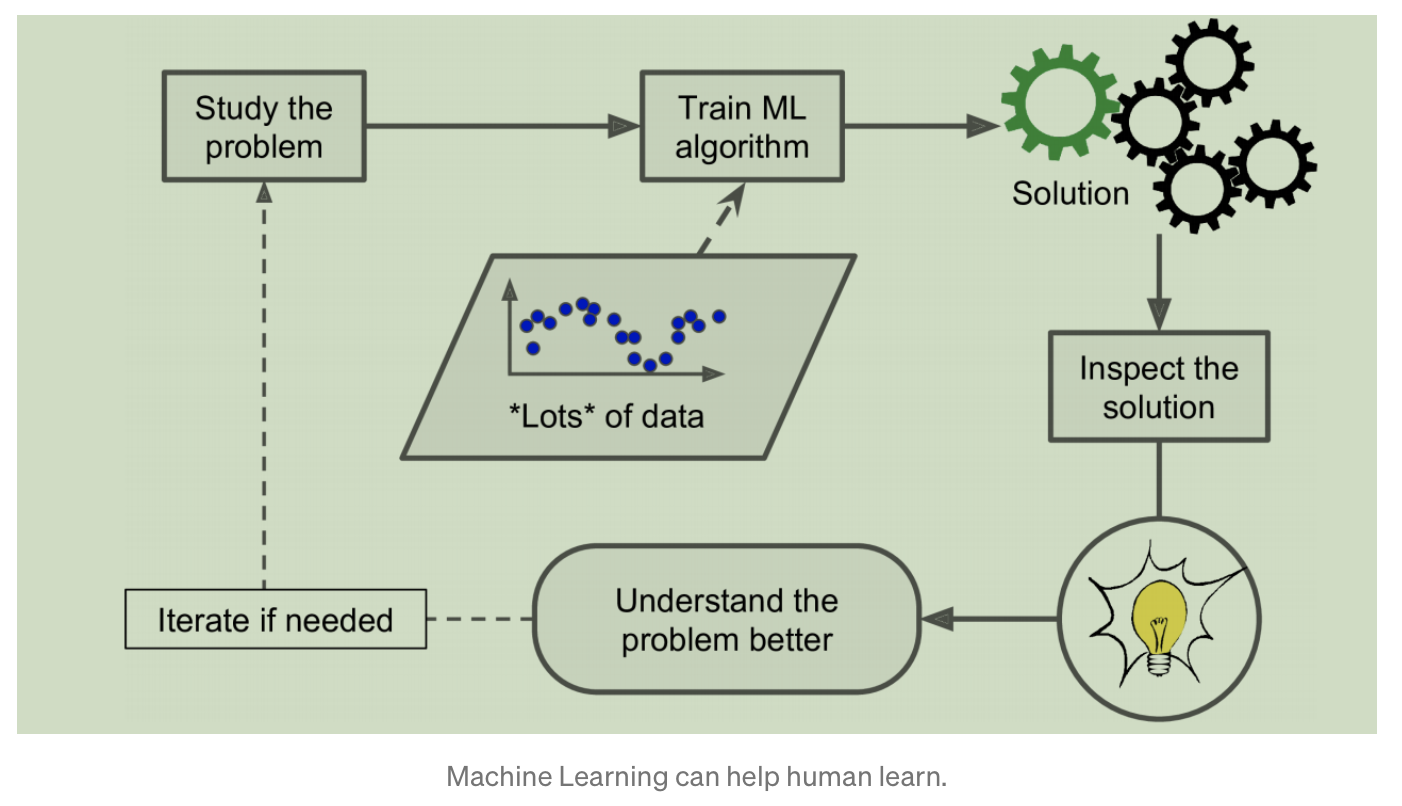 Study the
problem
Train ML
algorithm
Solution
*Lots* of data
Inspect the
solution
Understand the
problem better
Iterate if needed
Machine Learning can help human learn.